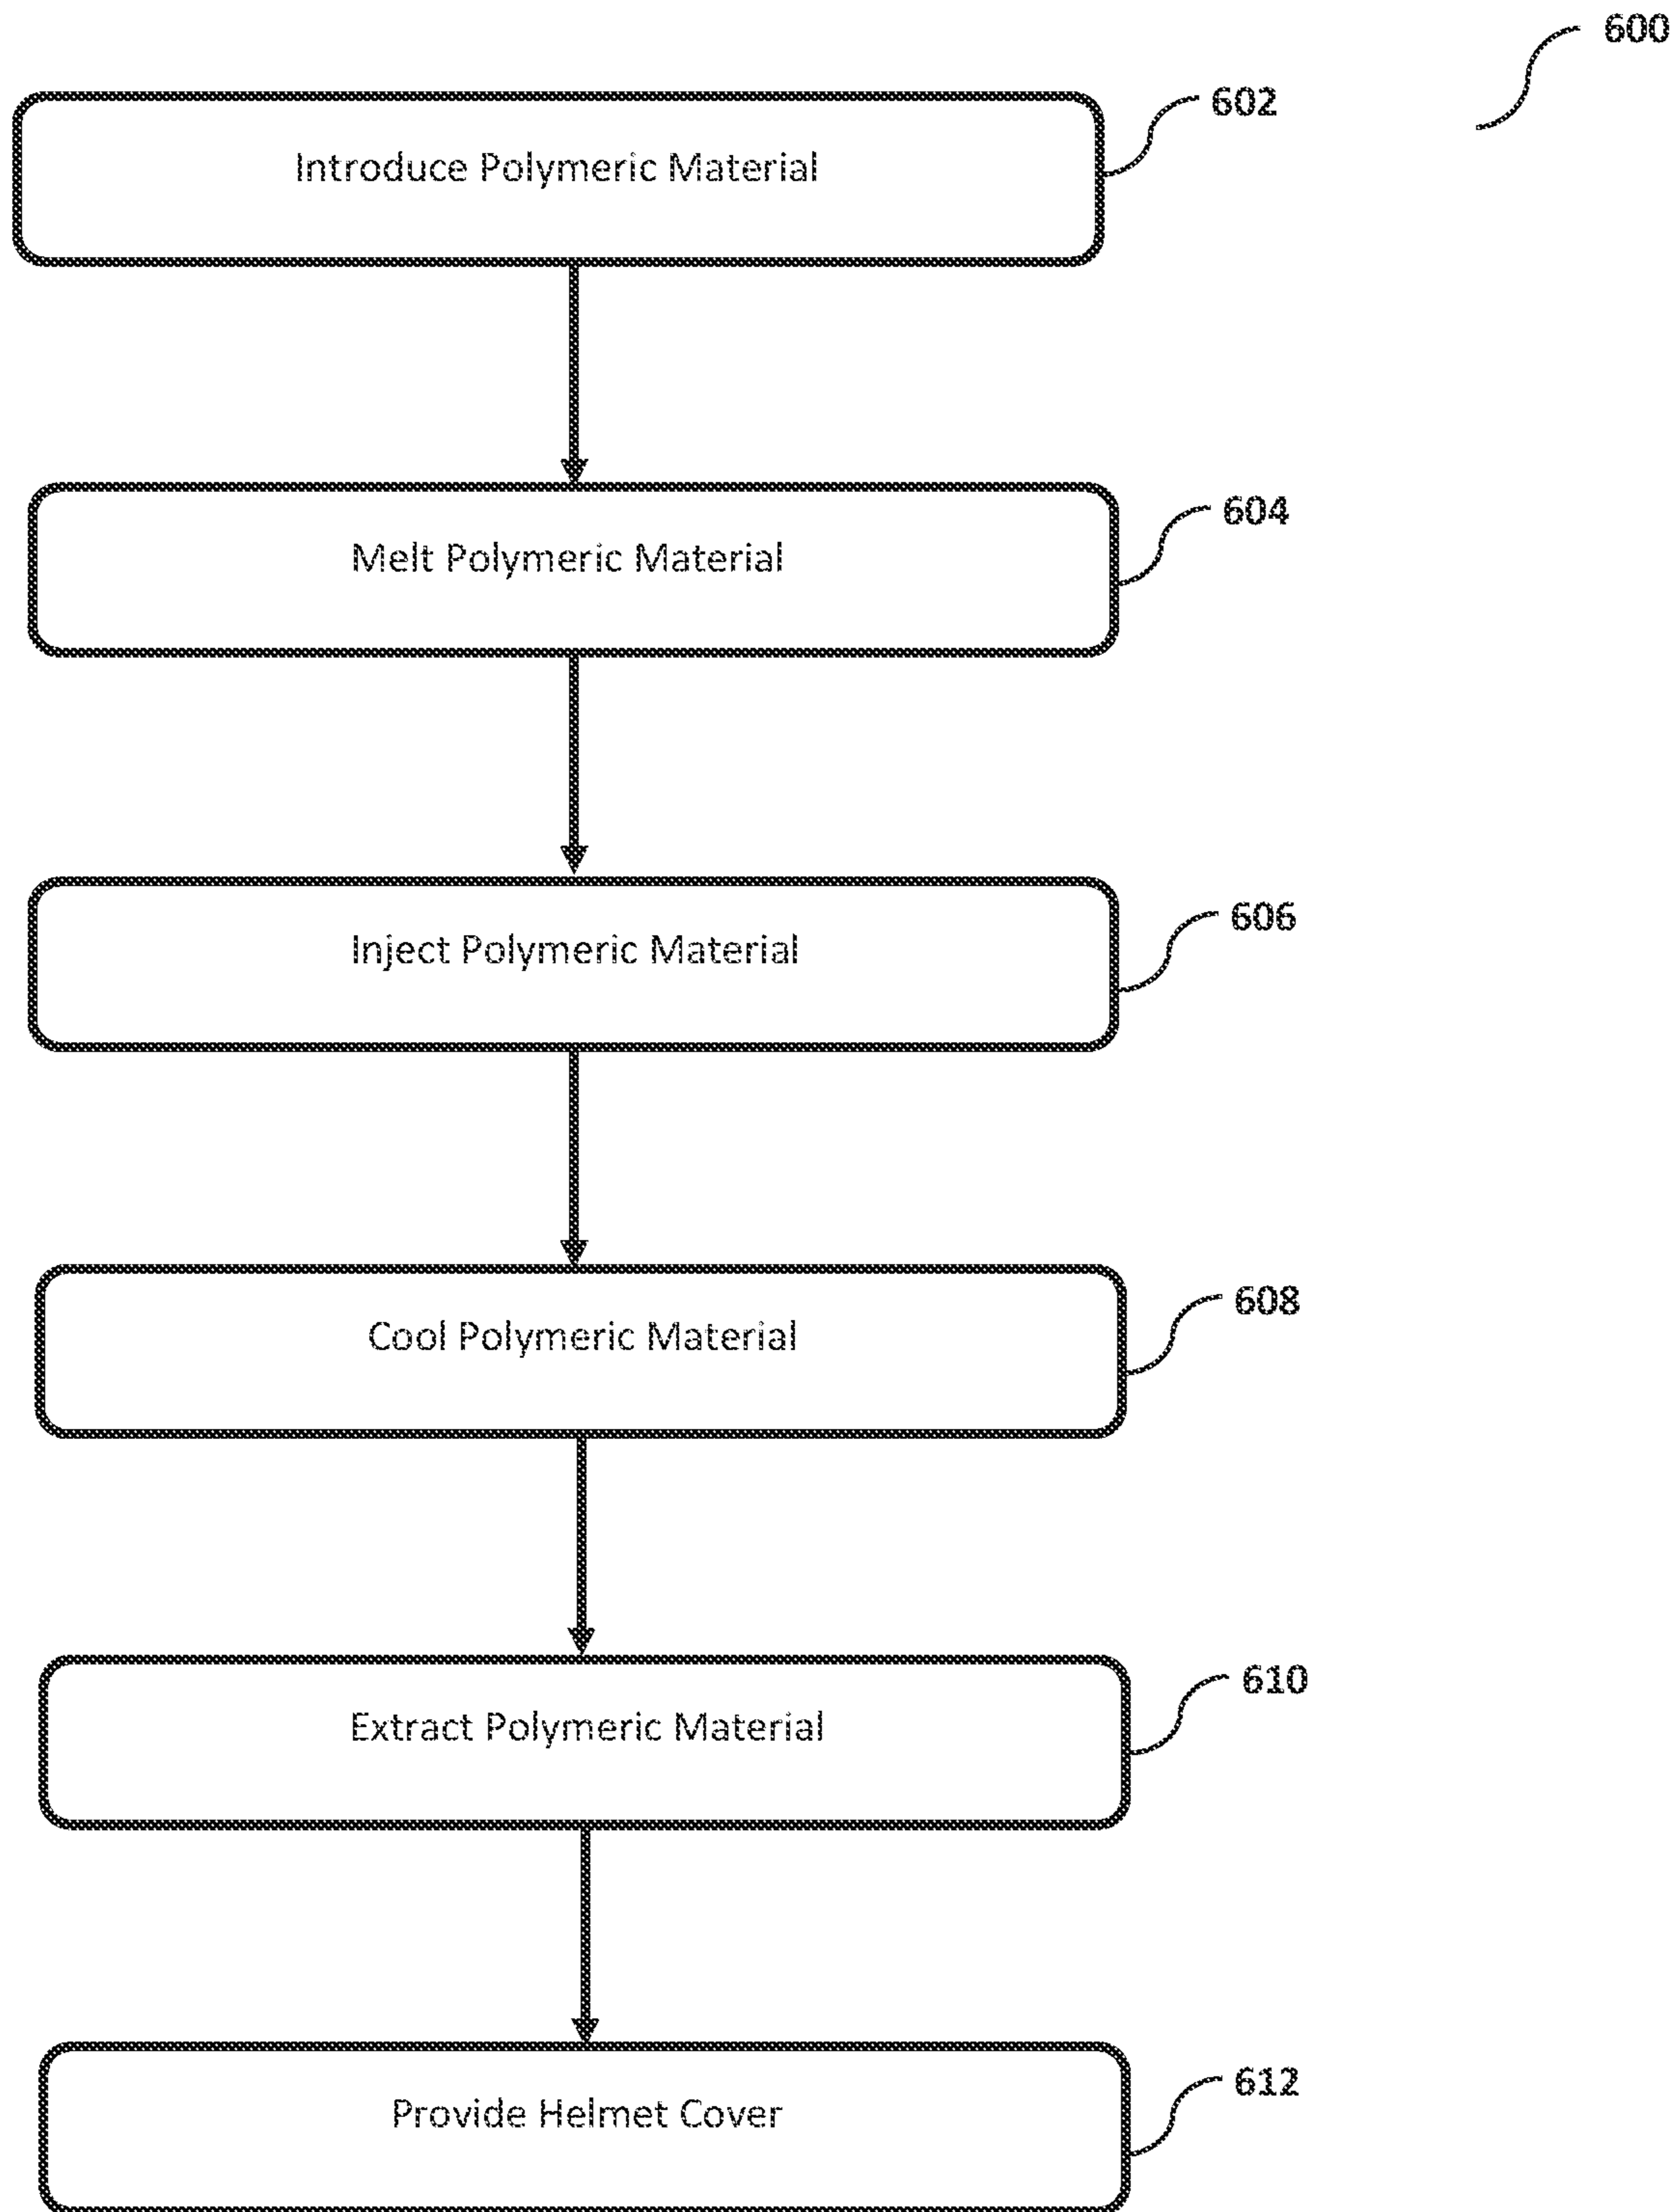 600
602
Introduce Polymeric Material
604
Melt Polymeric Material
606
Inject Polymeric Material
608
Cool Polymeric Material
610
Extract Polymeric Material
612
Provide Helmet Cover